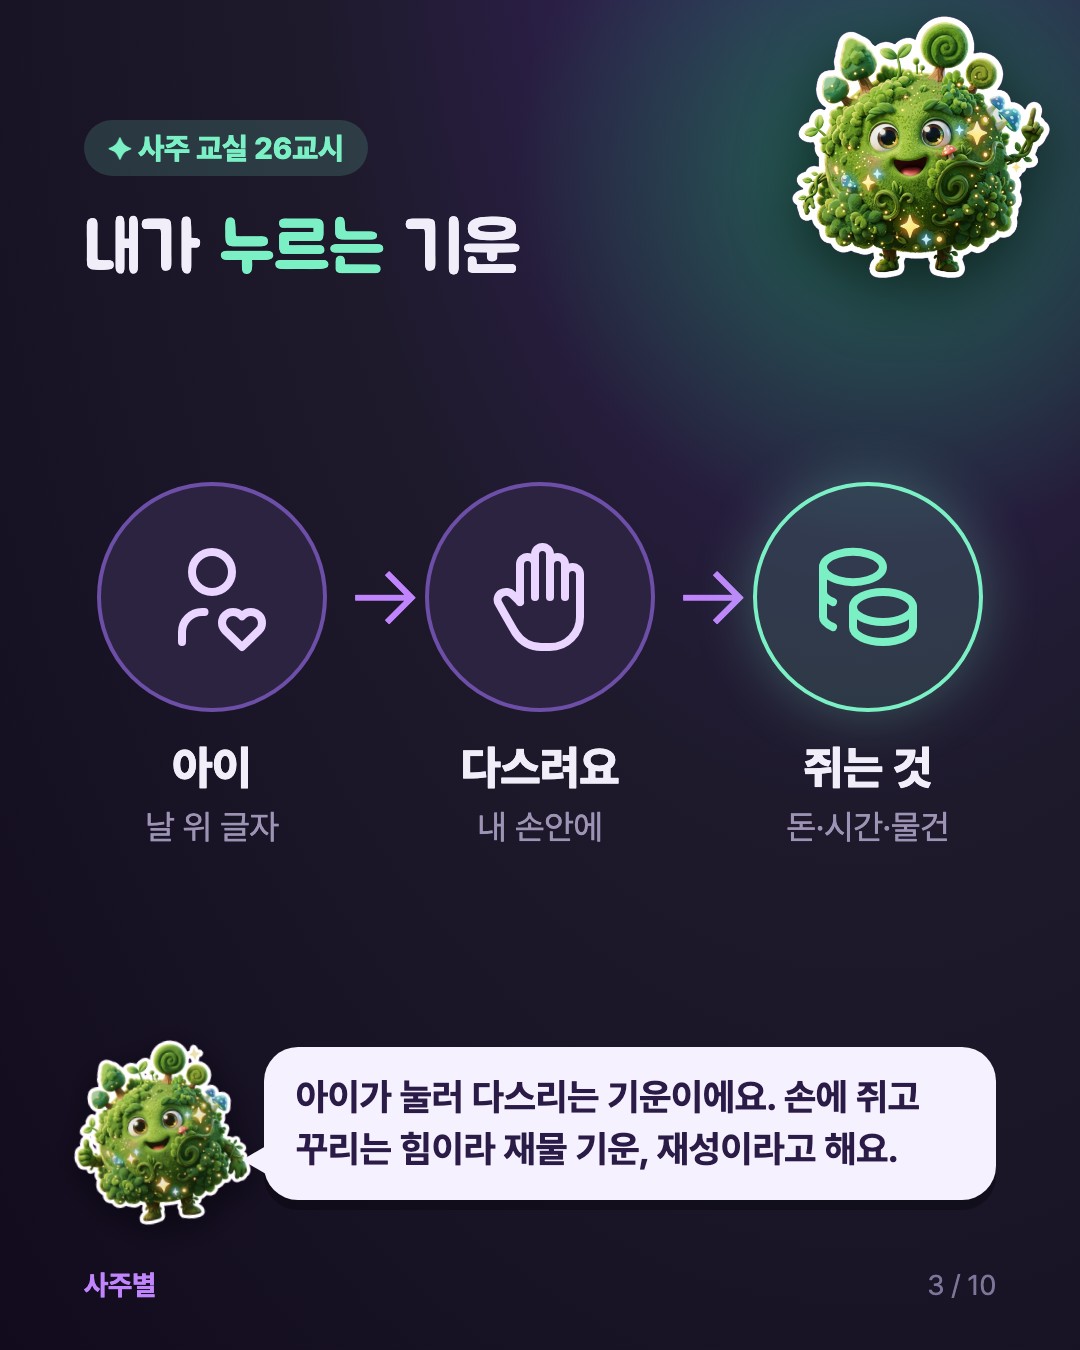 사주 교실 26교시
내가 누르는 기운
아이
날 위 글자
다스려요
내 손안에
쥐는 것
돈·시간·물건
아이가 눌러 다스리는 기운이에요. 손에 쥐고
꾸리는 힘이라 재물 기운, 재성이라고 해요.
사주별
3 / 10